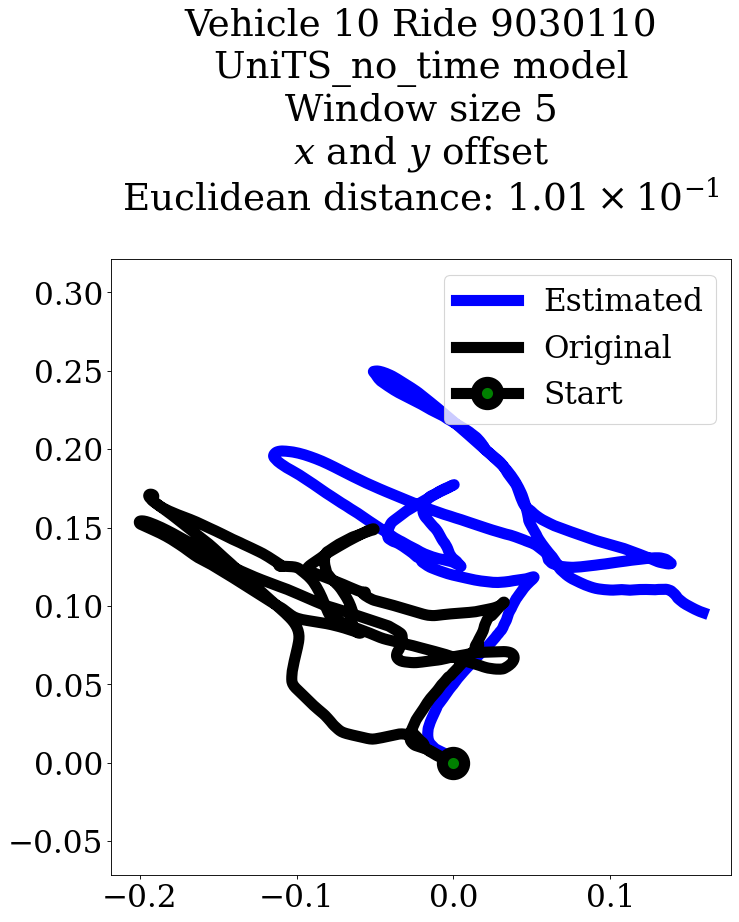 Vehicle 10 Ride 9030110
UniTS_no_time model
Window size 5
x and y offset
Euclidean distance: 1.01 × 10⁻¹
Estimated
Original
Start
0.30
0.25
0.20
0.15
0.10
0.05
0.00
−0.05
−0.2
−0.1
0.0
0.1